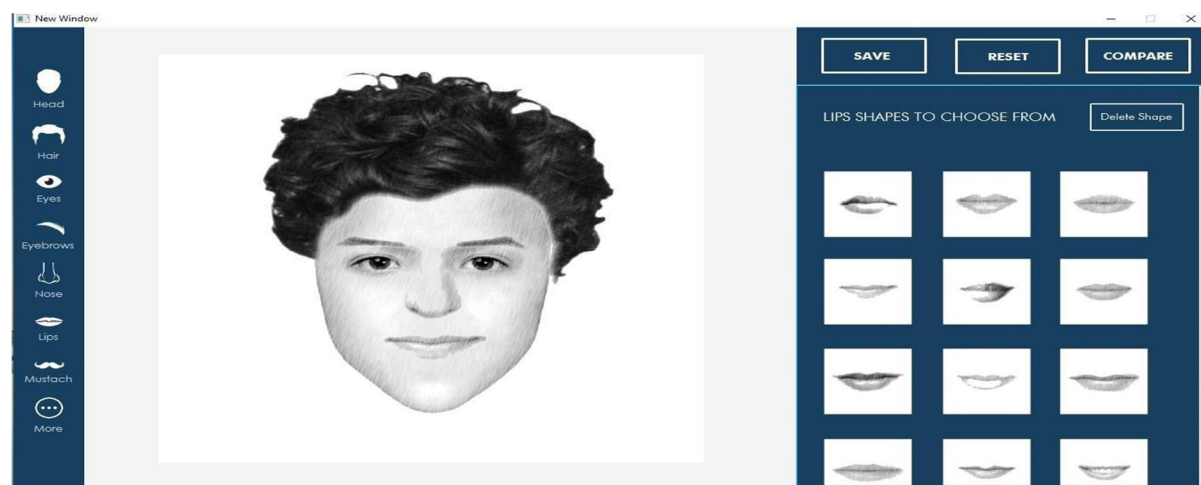 New Window
Head
Hair
Eyes
Eyebrows
Nose
Lips
Mustach
More
SAVE
RESET
COMPARE
LIPS SHAPES TO CHOOSE FROM
Delete Shape